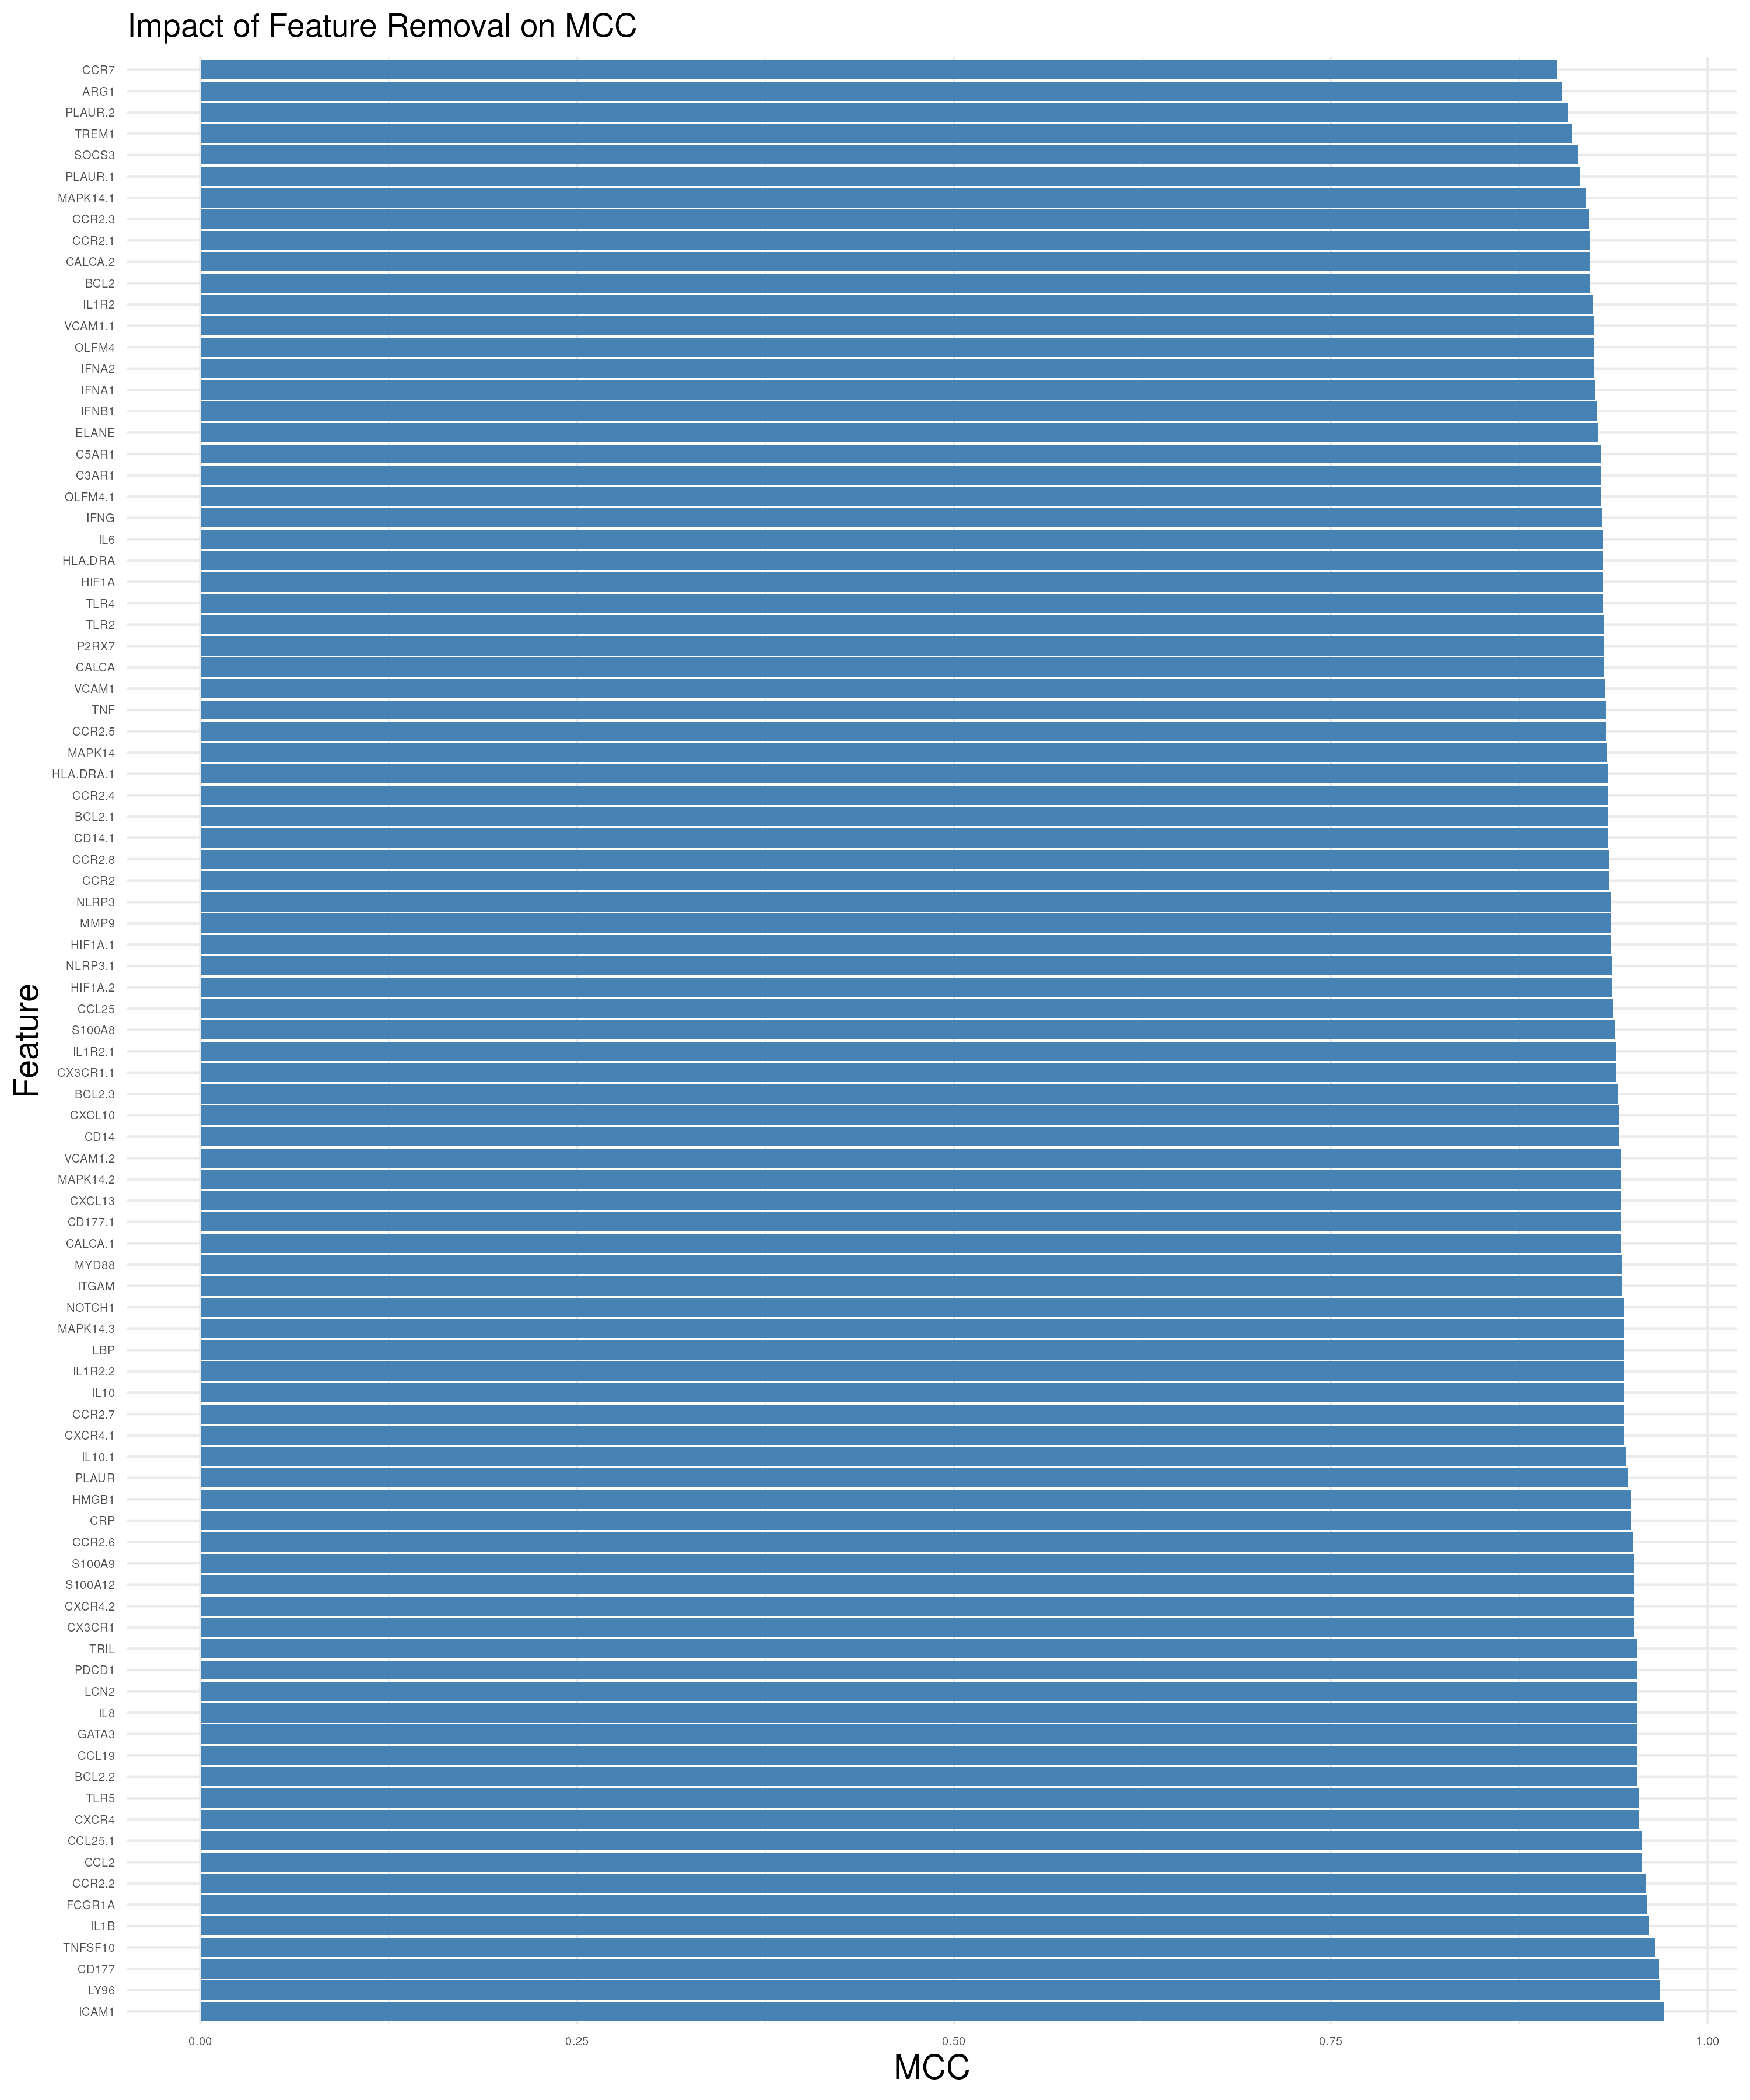 Impact of Feature Removal on MCC
CCR7
ARG1
PLAUR.2
TREM1
SOCS3
PLAUR.1
MAPK14.1
CCR2.3
CCR2.1
CALCA.2
BCL2
IL1R2
VCAM1.1
OLFM4
IFNA2
IFNA1
IFNB1
ELANE
C5AR1
C3AR1
OLFM4.1
IFNG
IL6
HLA.DRA
HIF1A
TLR4
TLR2
P2RX7
CALCA
VCAM1
TNF
CCR2.5
MAPK14
HLA.DRA.1
CCR2.4
BCL2.1
CD14.1
CCR2.8
CCR2
NLRP3
MMP9
HIF1A.1
NLRP3.1
HIF1A.2
CCL25
S100A8
IL1R2.1
CX3CR1.1
BCL2.3
CXCL10
CD14
VCAM1.2
MAPK14.2
CXCL13
CD177.1
CALCA.1
MYD88
ITGAM
NOTCH1
MAPK14.3
LBP
IL1R2.2
IL10
CCR2.7
CXCR4.1
IL10.1
PLAUR
HMGB1
CRP
CCR2.6
S100A9
S100A12
CXCR4.2
CX3CR1
TRIL
PDCD1
LCN2
IL8
GATA3
CCL19
BCL2.2
TLR5
CXCR4
CCL25.1
CCL2
CCR2.2
FCGR1A
IL1B
TNFSF10
CD177
LY96
ICAM1
Feature
0.00 0.25 0.50 0.75 1.00
MCC